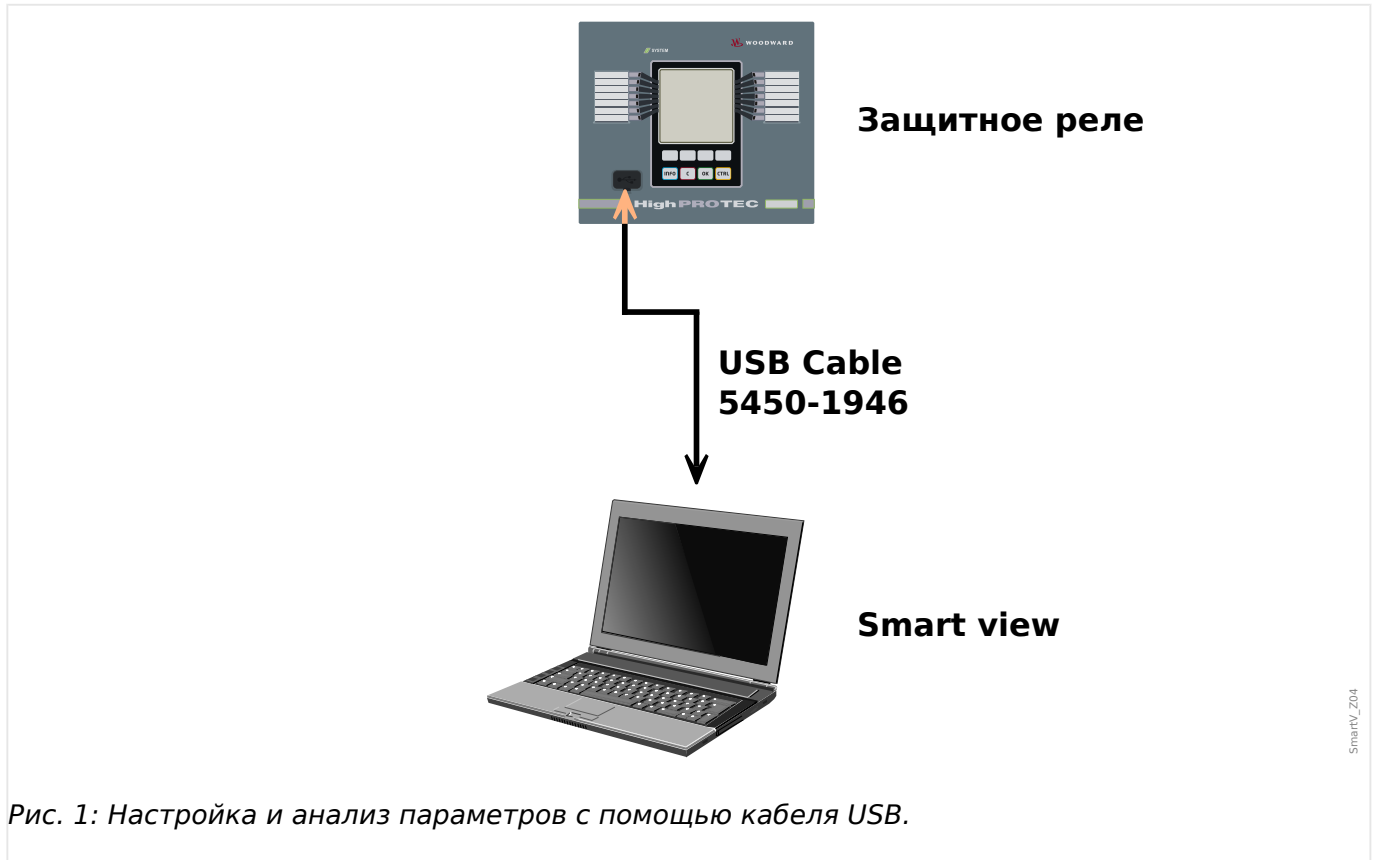 SYSTEM
WOODWARD
Защитное реле
INFO C OK CTRL
HighPROTEC
USB Cable
5450-1946
Smart view
SmartV_Z04
Рис. 1: Настройка и анализ параметров с помощью кабеля USB.